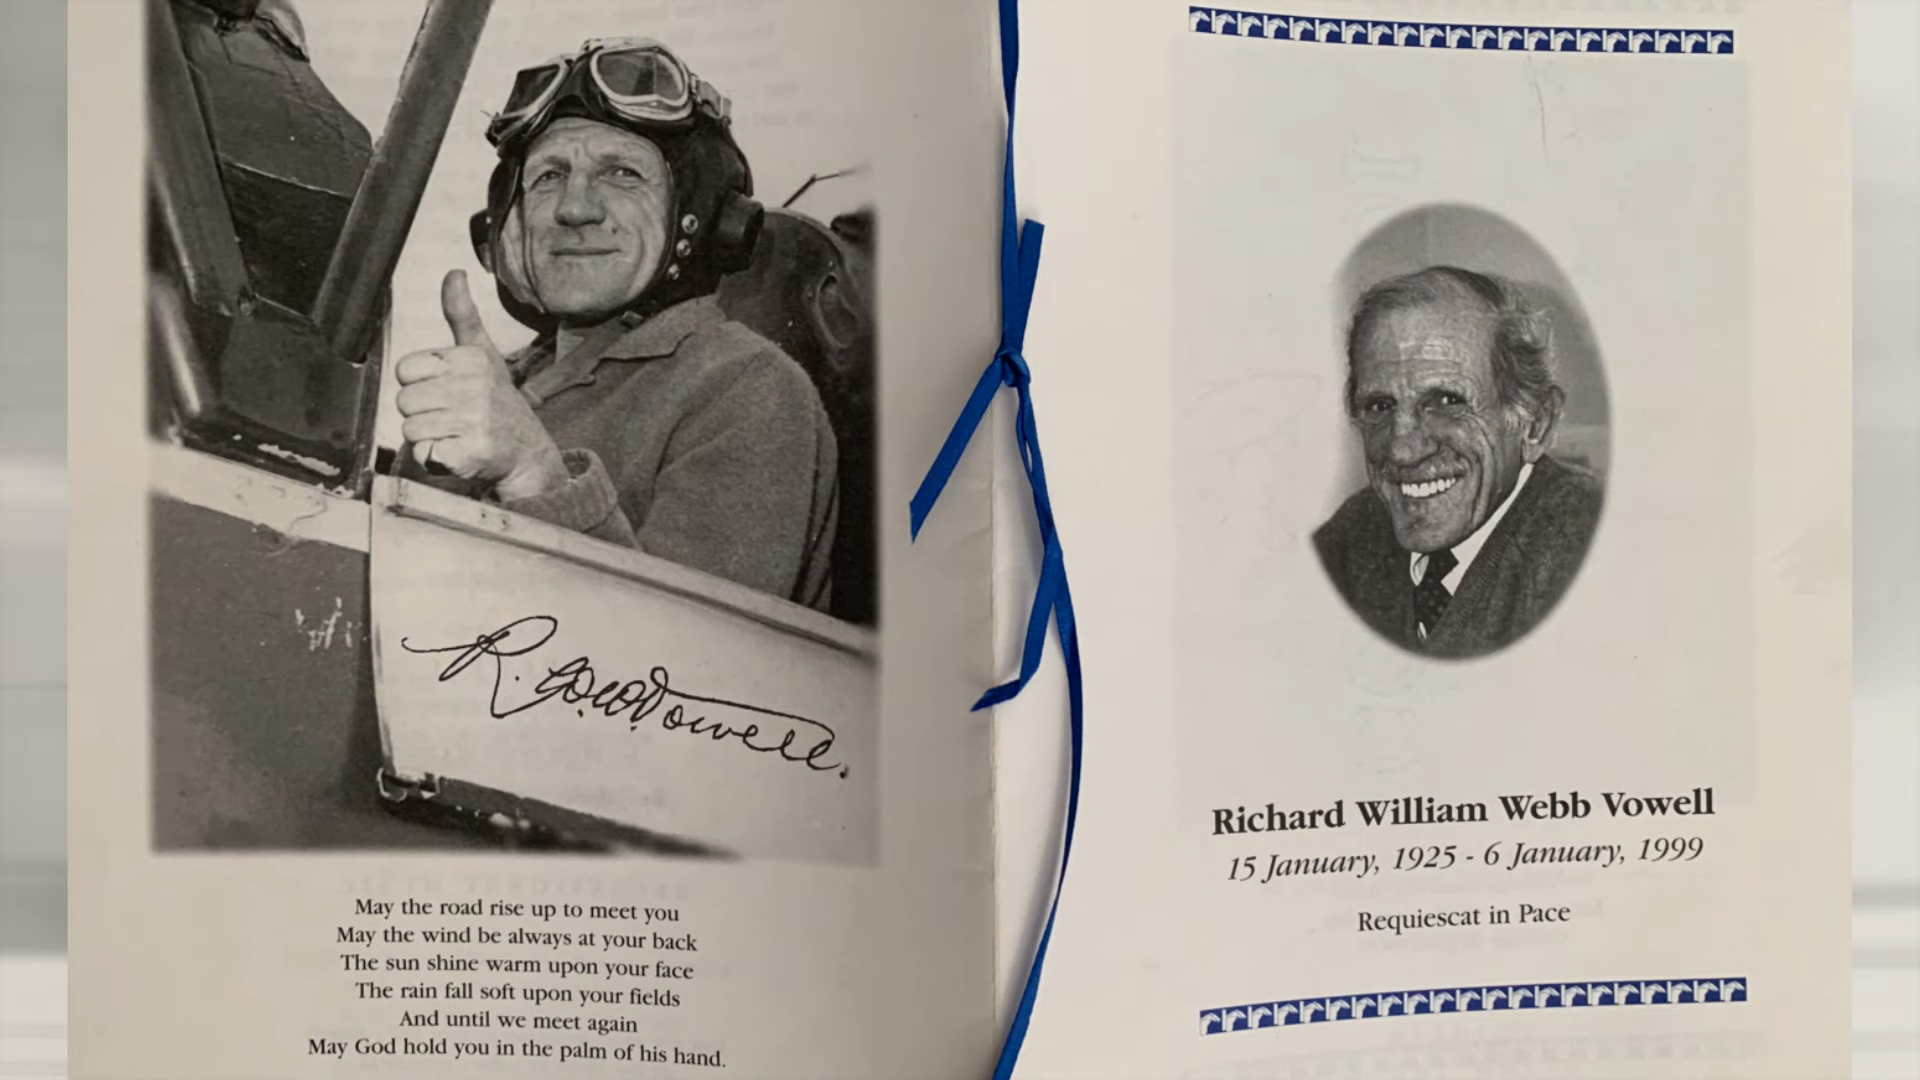 R. W. W. Vowell.
May the road rise up to meet you
May the wind be always at your back
The sun shine warm upon your face
The rain fall soft upon your fields
And until we meet again
May God hold you in the palm of his hand.
Richard William Webb Vowell
15 January, 1925 - 6 January, 1999
Requiescat in Pace